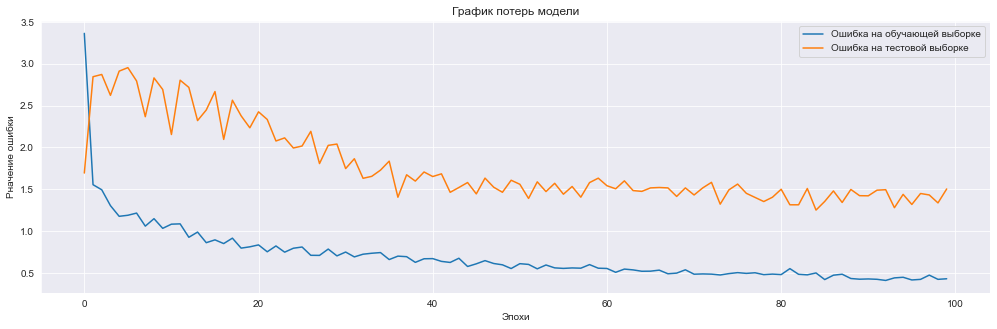 График потерь модели
Ошибка на обучающей выборке
Ошибка на тестовой выборке
Рначение ошибки
3.5
3.0
2.5
2.0
1.5
1.0
0.5
0 20 40 60 80 100
Эпохи